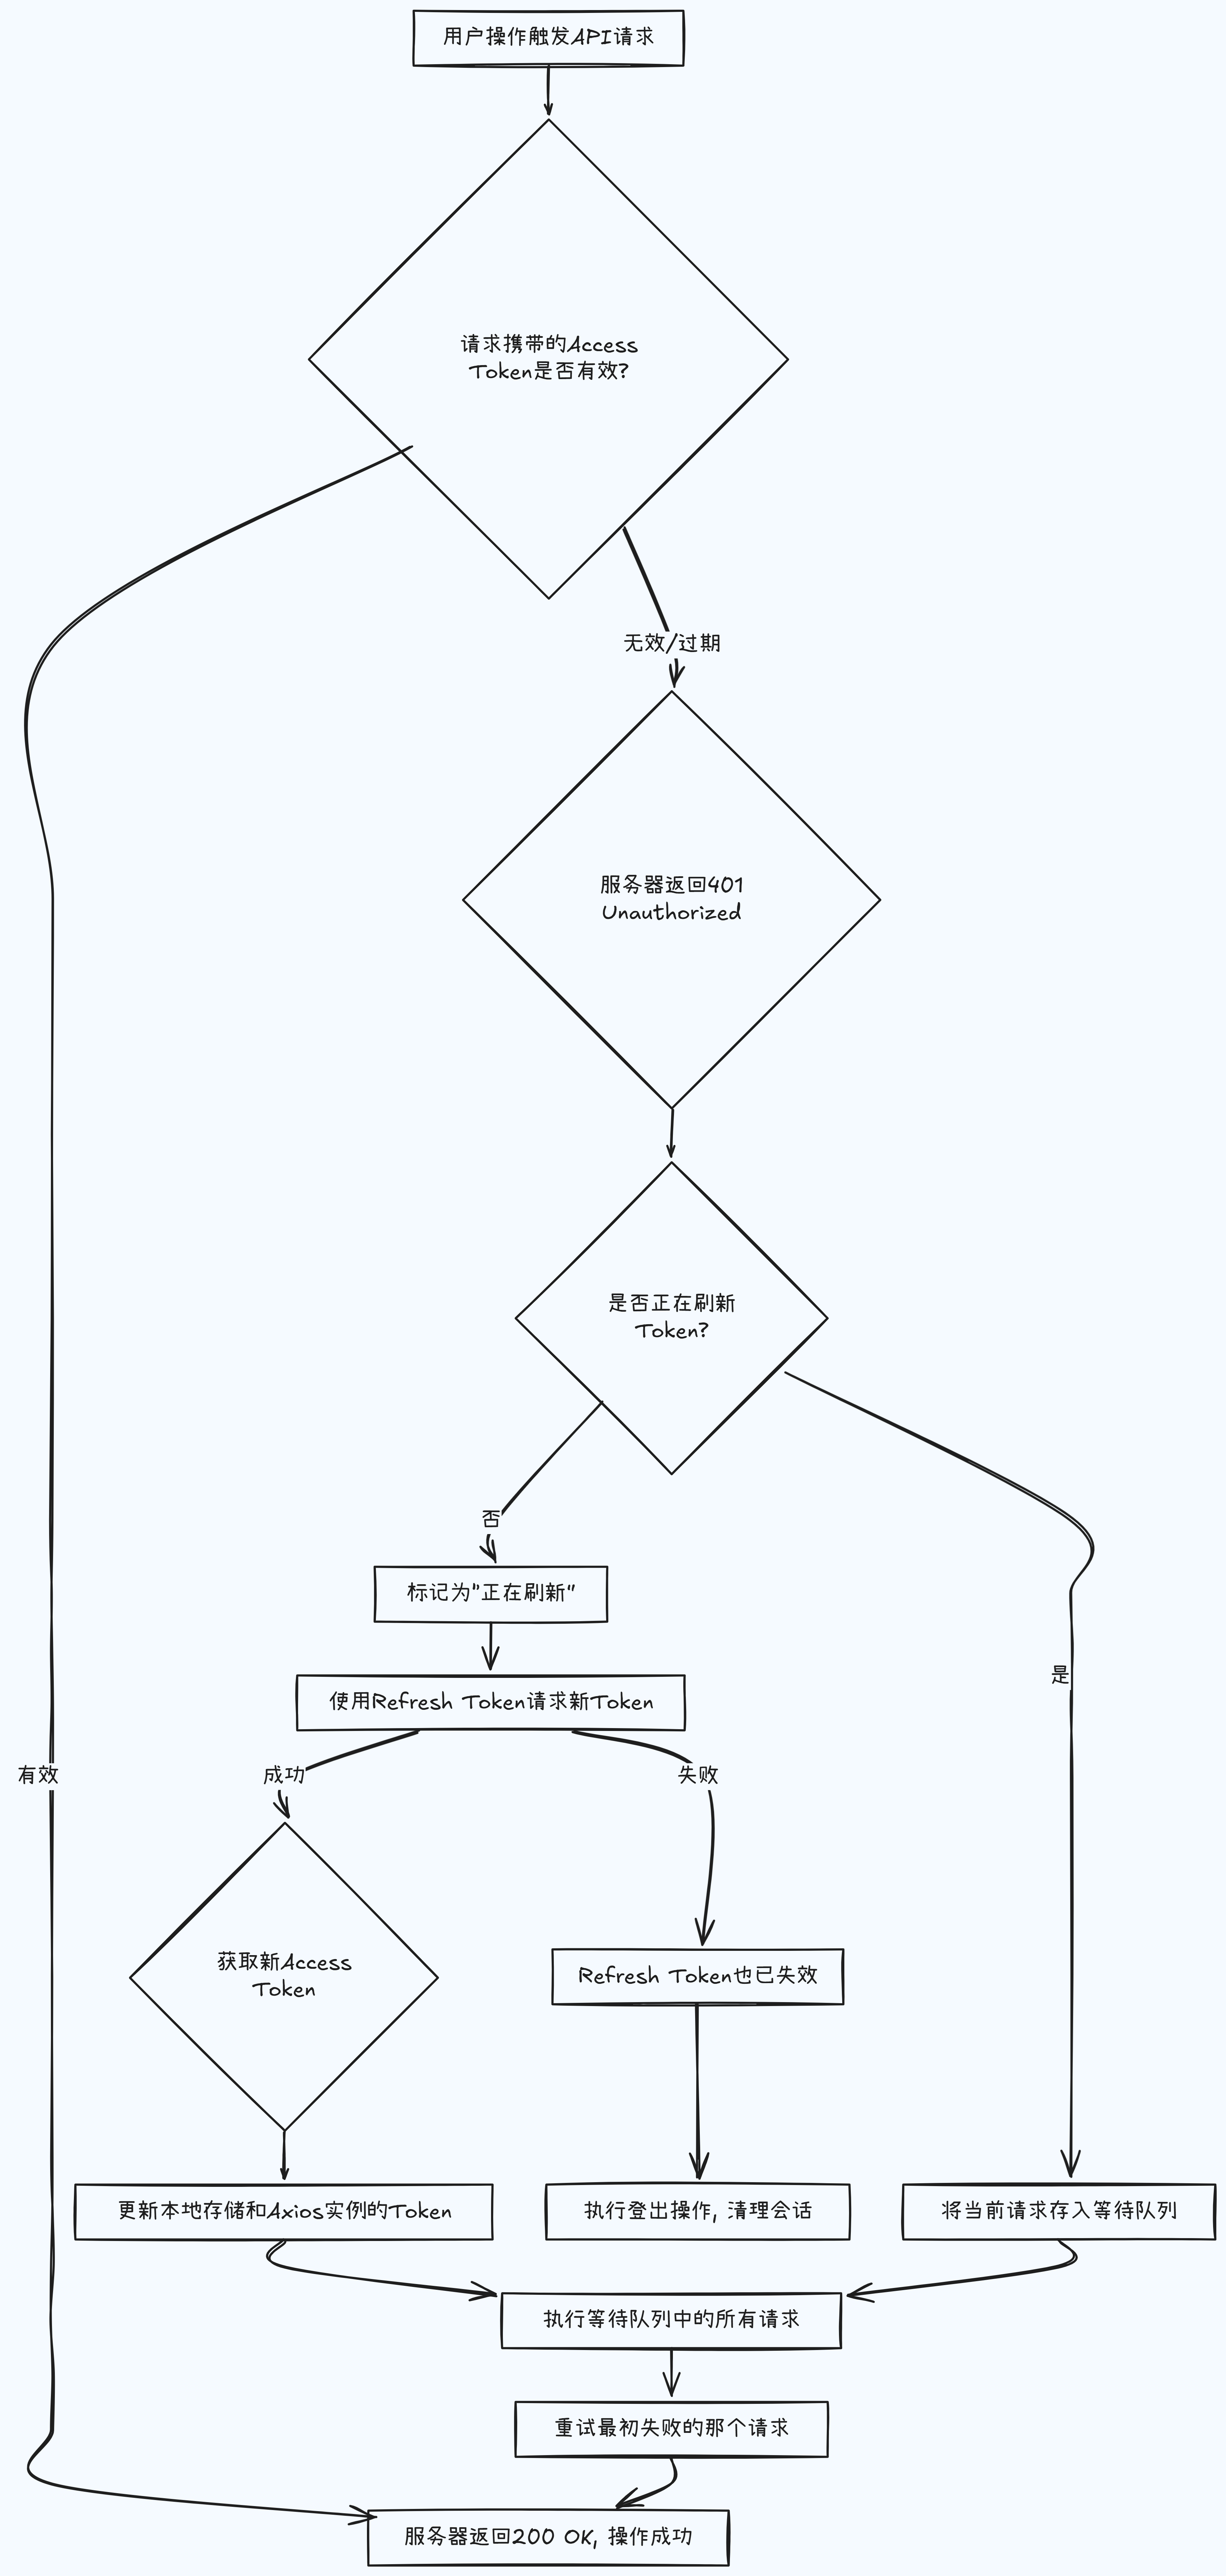 用户操作触发API请求
请求携带的Access
Token是否有效?
无效/过期
服务器返回401
Unauthorized
是否正在刷新
Token?
否
标记为"正在刷新"
是
使用Refresh Token请求新Token
有效
成功
失败
获取新Access
Token
Refresh Token也已失效
更新本地存储和Axios实例的Token
执行登出操作, 清理会话
将当前请求存入等待队列
执行等待队列中的所有请求
重试最初失败的那个请求
服务器返回200 OK, 操作成功